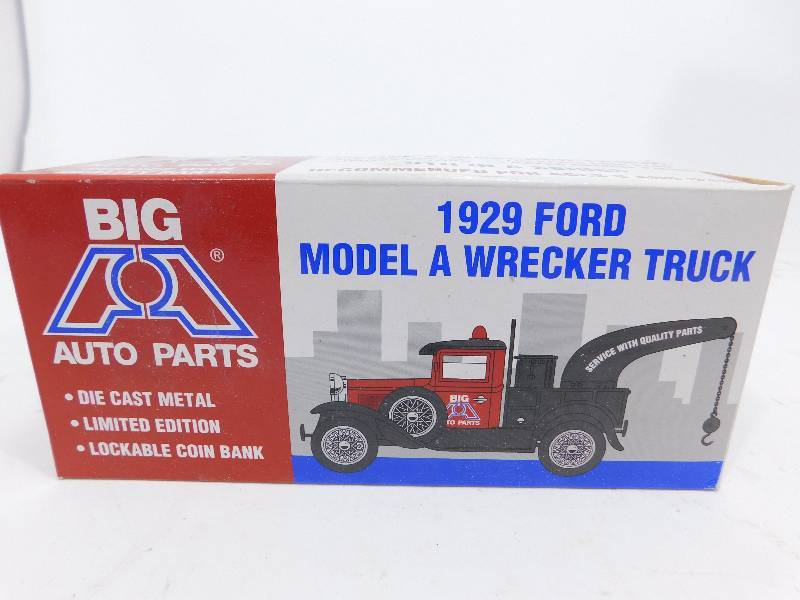 BIG
®
AUTO PARTS
• DIE CAST METAL
• LIMITED EDITION
• LOCKABLE COIN BANK
1929 FORD
MODEL A WRECKER TRUCK
SERVICE WITH QUALITY PARTS
BIG
TO PARTS